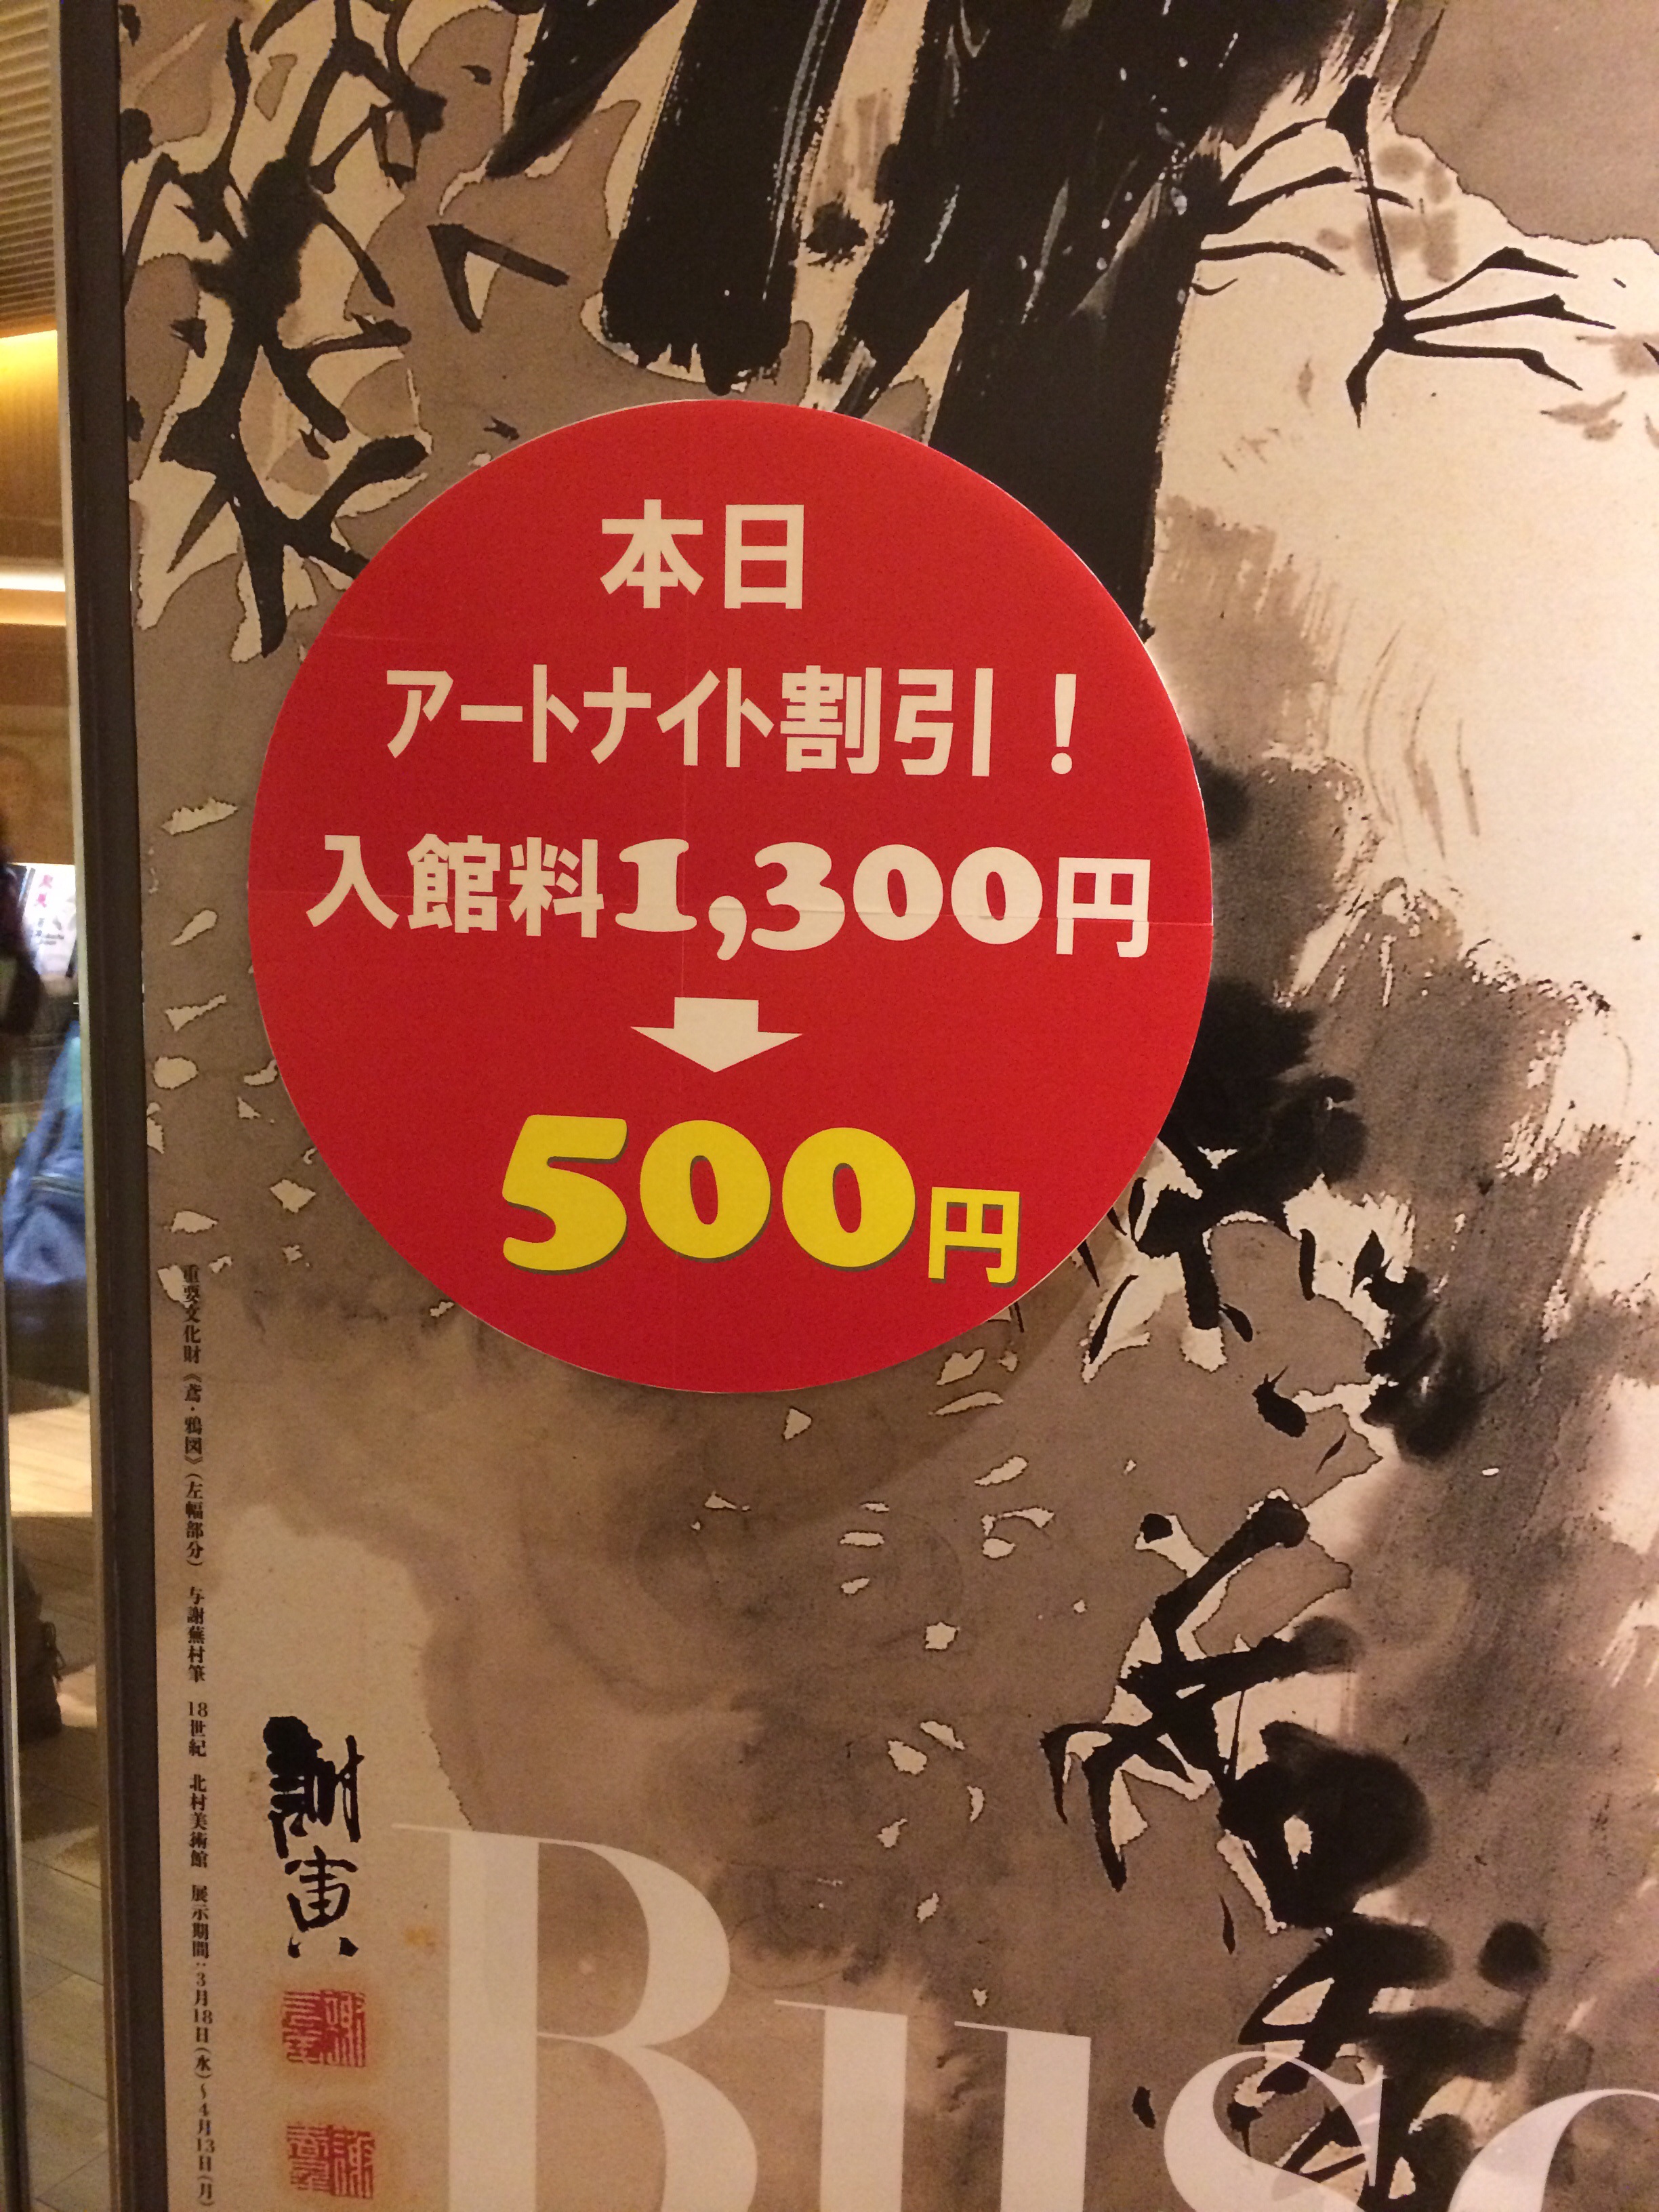 本日
アートナイト割引！
入館料1,300円
500円
重要文化財《鳶・鴉図》（左幅部分） 与謝蕪村筆 18世紀 北村美術館 展示期間：3月18日（水）～4月13日（月）
謝寅
Bus